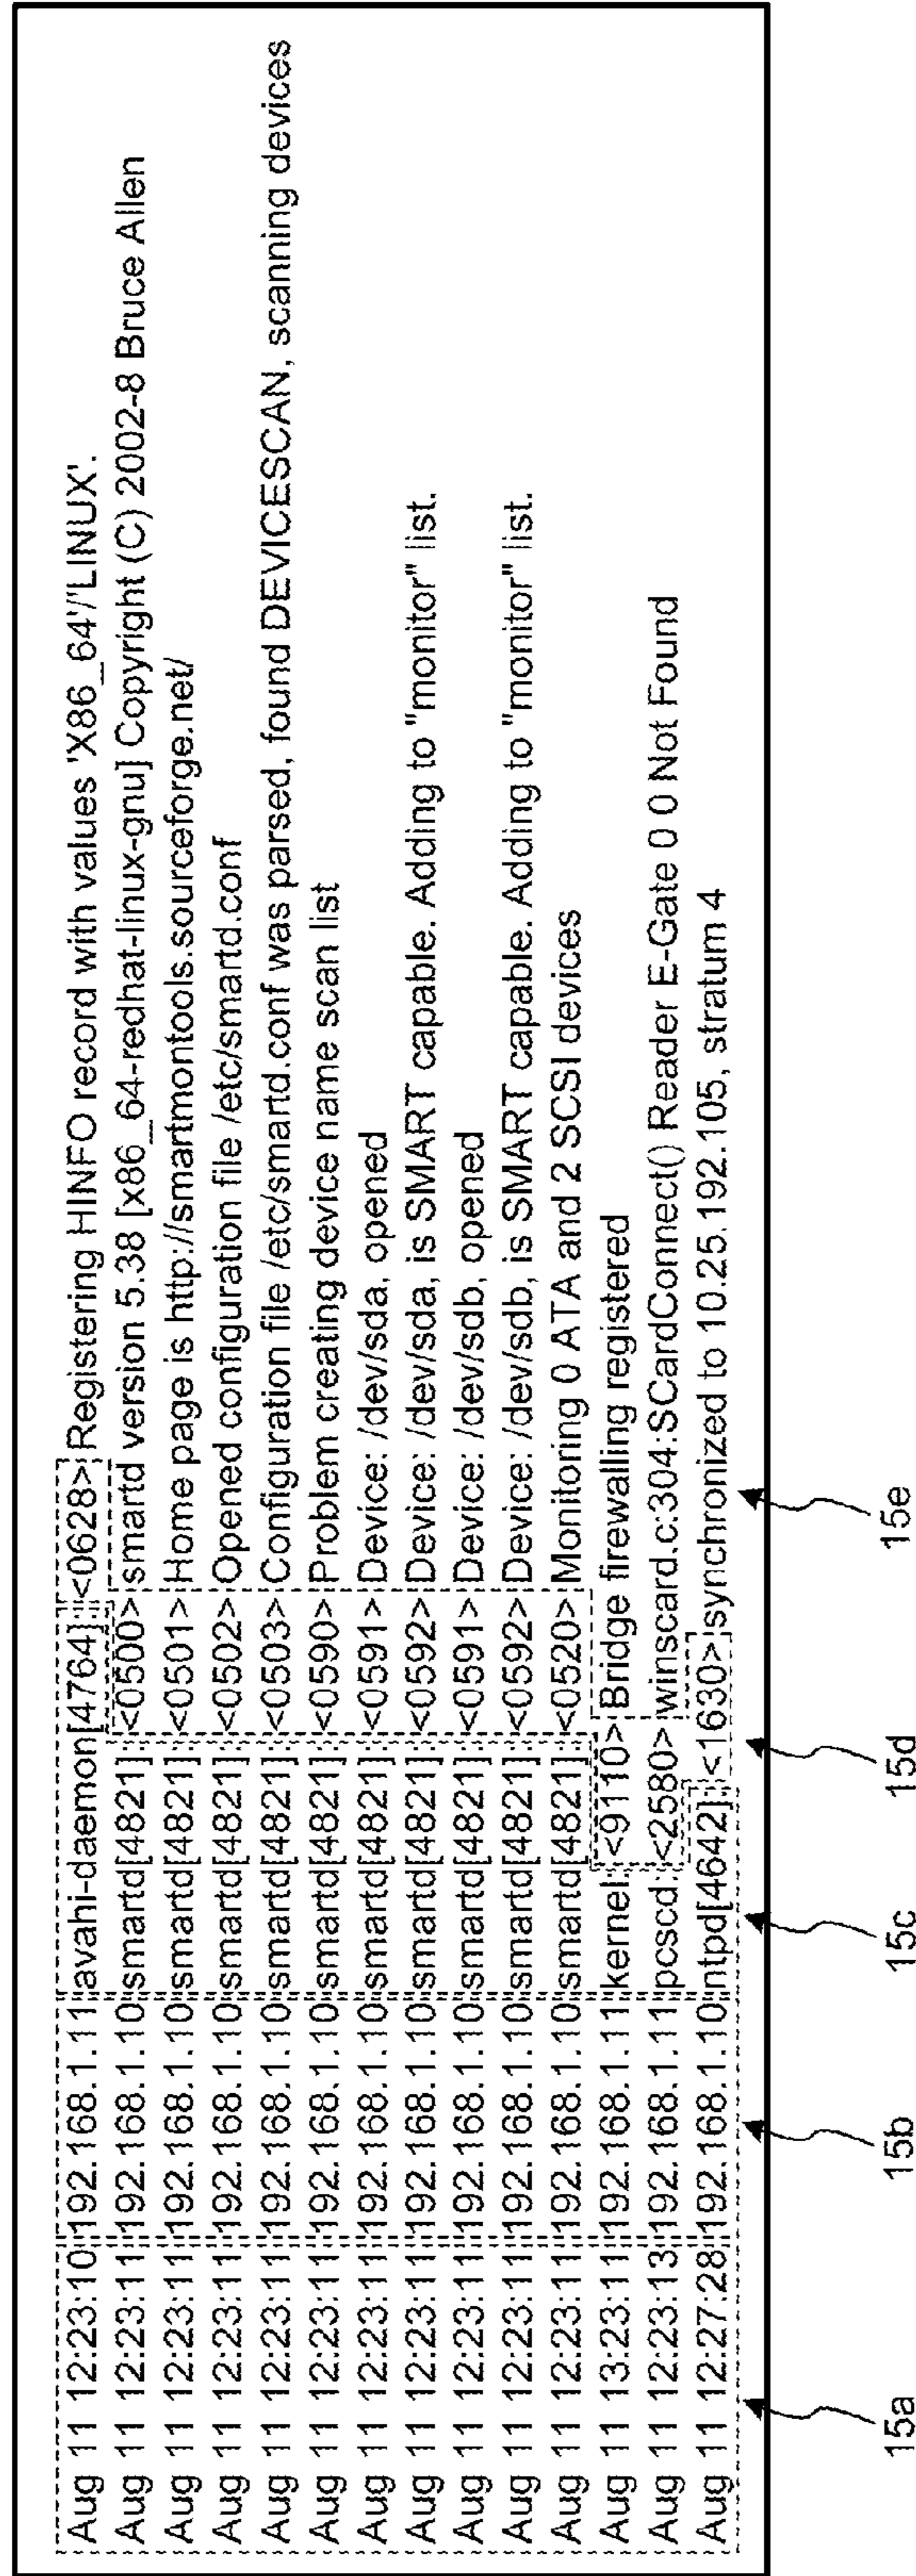 Aug 11 12:23:10 192.168.1.11 avahi-daemon[4764]: <0628> Registering HINFO record with values 'X86_64'/'LINUX'.
Aug 11 12:23:11 192.168.1.10 smartd[4821]: <0500> smartd version 5.38 [x86_64-redhat-linux-gnu] Copyright (C) 2002-8 Bruce Allen
Aug 11 12:23:11 192.168.1.10 smartd[4821]: <0501> Home page is http://smartmontools.sourceforge.net/
Aug 11 12:23:11 192.168.1.10 smartd[4821]: <0502> Opened configuration file /etc/smartd.conf
Aug 11 12:23:11 192.168.1.10 smartd[4821]: <0503> Configuration file /etc/smartd.conf was parsed, found DEVICESCAN, scanning devices
Aug 11 12:23:11 192.168.1.10 smartd[4821]: <0590> Problem creating device name scan list
Aug 11 12:23:11 192.168.1.10 smartd[4821]: <0591> Device: /dev/sda, opened
Aug 11 12:23:11 192.168.1.10 smartd[4821]: <0592> Device: /dev/sda, is SMART capable. Adding to "monitor" list.
Aug 11 12:23:11 192.168.1.10 smartd[4821]: <0591> Device: /dev/sdb, opened
Aug 11 12:23:11 192.168.1.10 smartd[4821]: <0592> Device: /dev/sdb, is SMART capable. Adding to "monitor" list.
Aug 11 12:23:11 192.168.1.10 smartd[4821]: <0520> Monitoring 0 ATA and 2 SCSI devices
Aug 11 13:23:11 192.168.1.11 kernel: <9110> Bridge firewalling registered
Aug 11 12:23:13 192.168.1.11 pcscd: <2580> winscard.c:304:SCardConnect() Reader E-Gate 0 0 Not Found
Aug 11 12:27:28 192.168.1.10 ntpd[4642]: <1630> synchronized to 10.25.192.105, stratum 4
15a 15b 15c 15d 15e